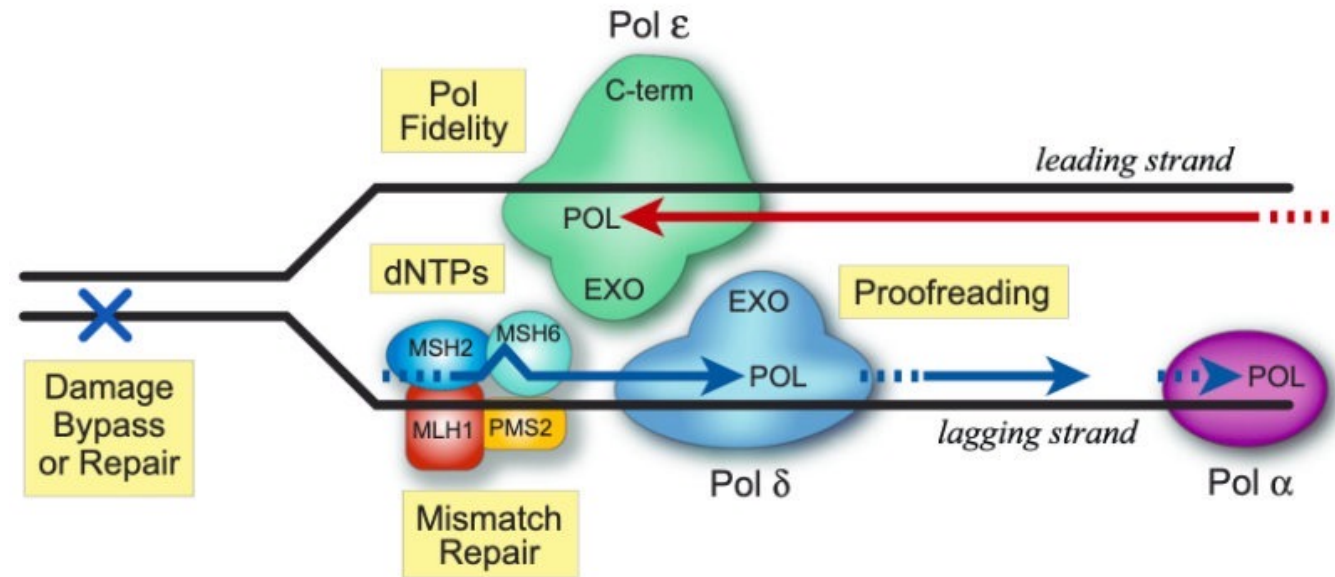 Pol ε
C-term
Pol
Fidelity
leading strand
POL
dNTPs
EXO
EXO
Proofreading
MSH2
MSH6
POL
POL
MLH1
PMS2
lagging strand
Damage
Bypass
or Repair
Pol δ
Pol α
Mismatch
Repair